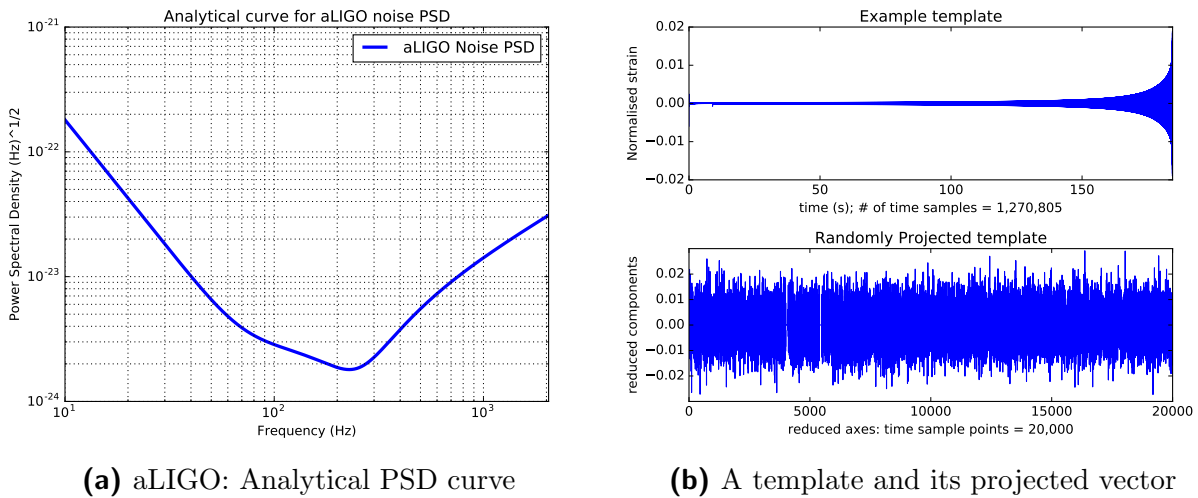 Analytical curve for aLIGO noise PSD
10^-21
aLIGO Noise PSD
10^-22
10^-23
10^-24
Power Spectral Density (Hz)^1/2
10^1
10^2
10^3
Frequency (Hz)
(a) aLIGO: Analytical PSD curve
Example template
0.02
0.01
0.00
−0.01
−0.02
Normalised strain
0
50
100
150
time (s); # of time samples = 1,270,805
Randomly Projected template
0.02
0.01
0.00
−0.01
−0.02
reduced components
0
5000
10000
15000
20000
reduced axes: time sample points = 20,000
(b) A template and its projected vector